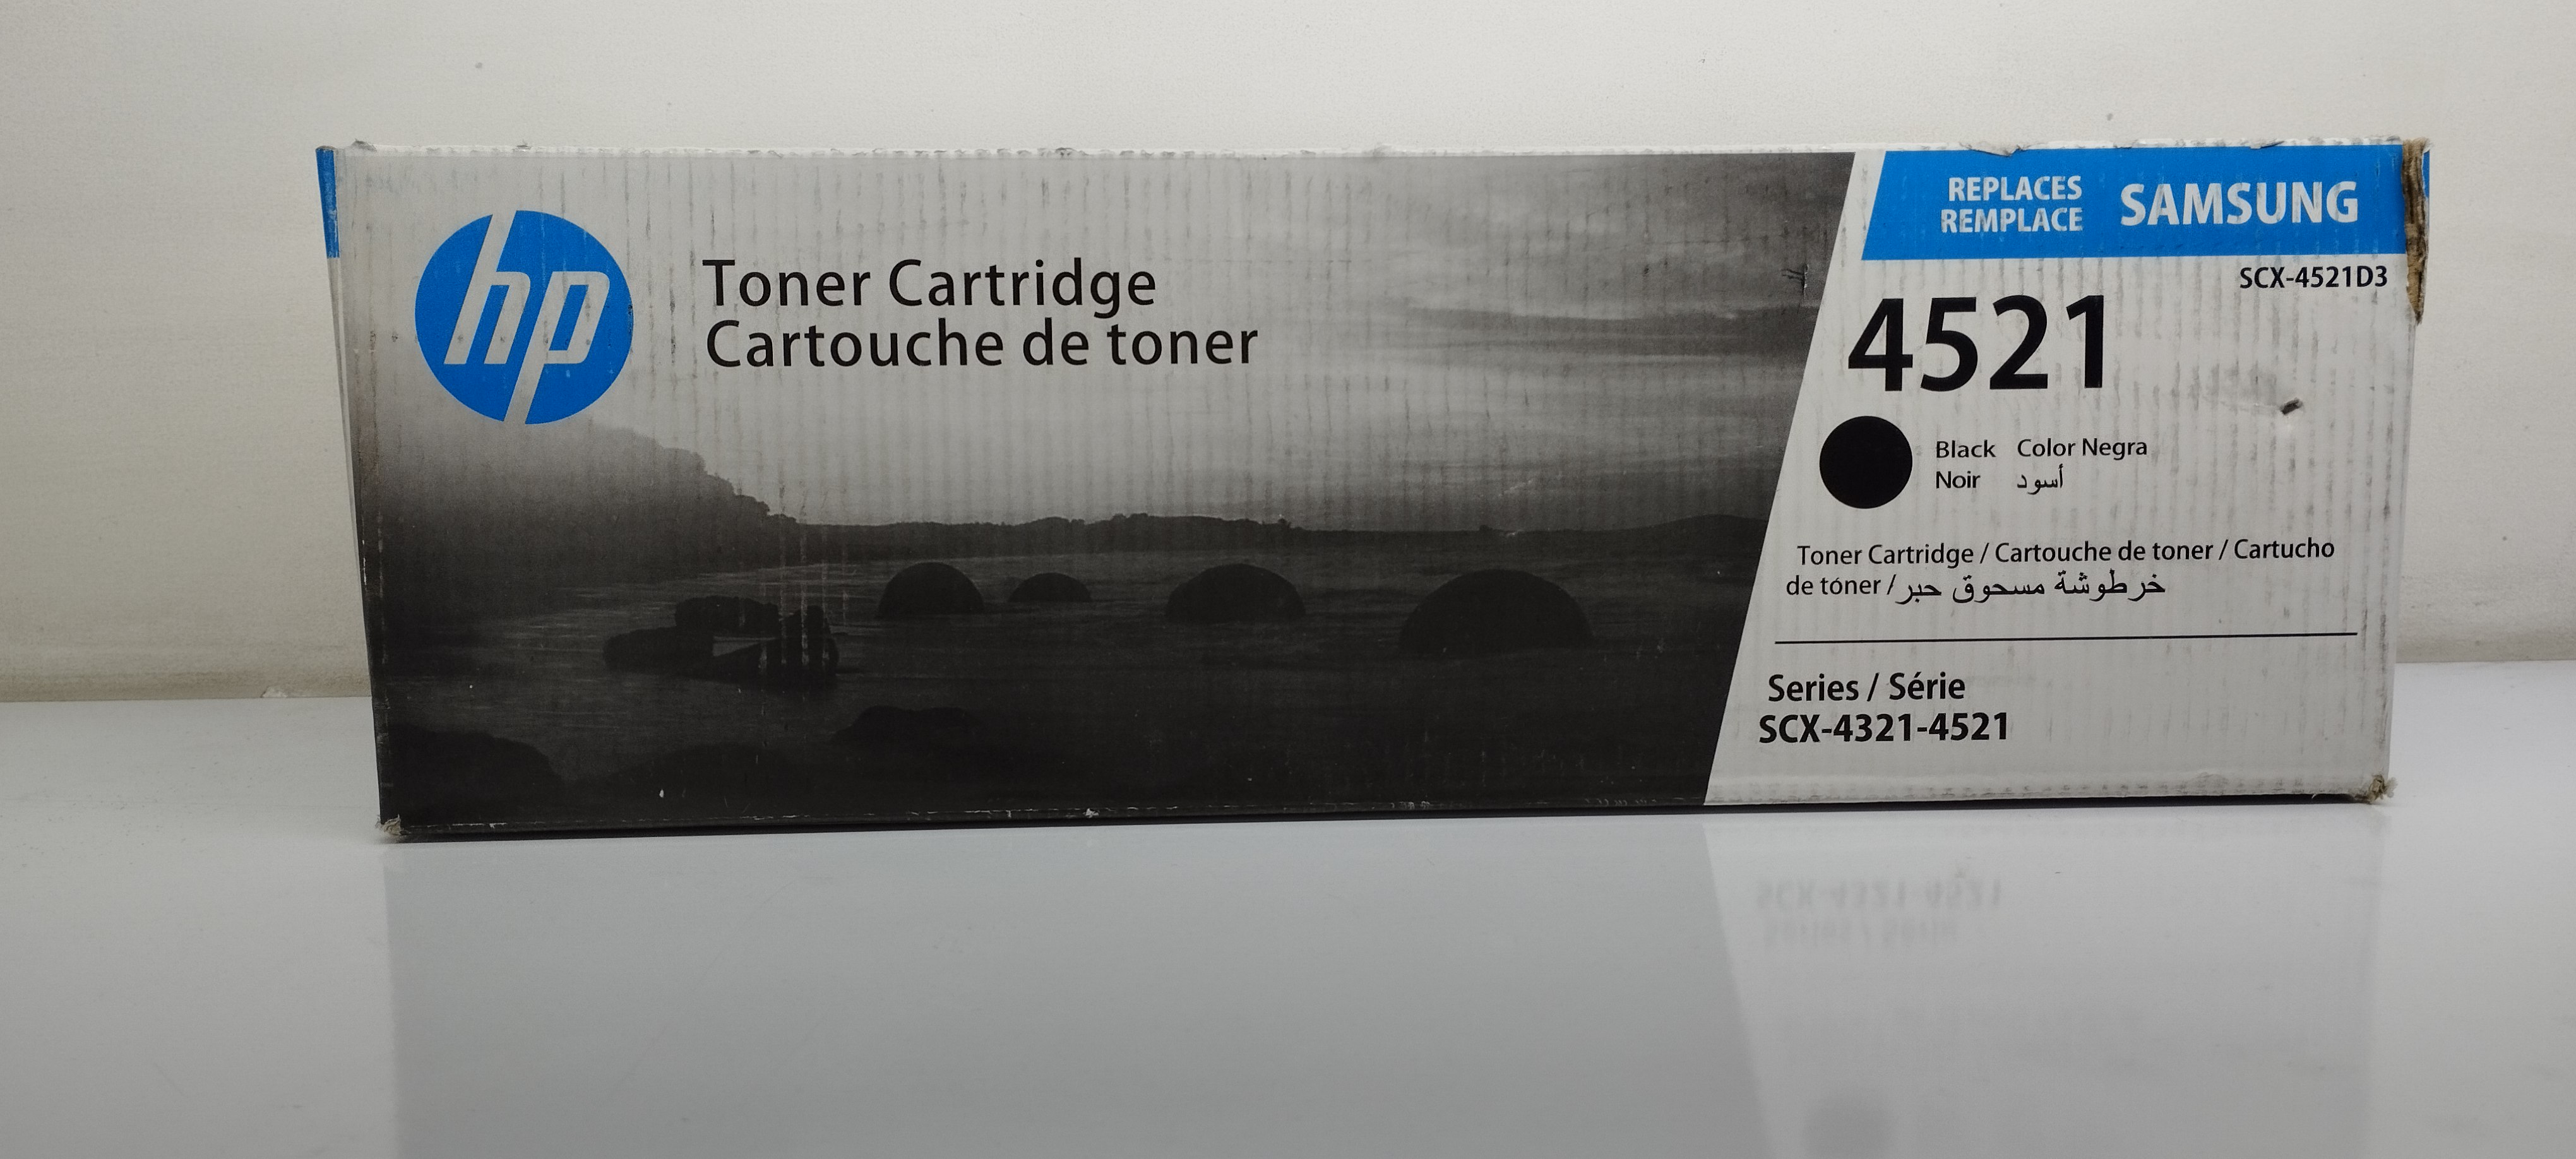 hp
Toner Cartridge
Cartouche de toner
REPLACES
REMPLACE
SAMSUNG
SCX-4521D3
4521
Black Color Negra
Noir أسود
Toner Cartridge / Cartouche de toner / Cartucho
de tóner / خرطوشة مسحوق حبر
Series / Série
SCX-4321-4521